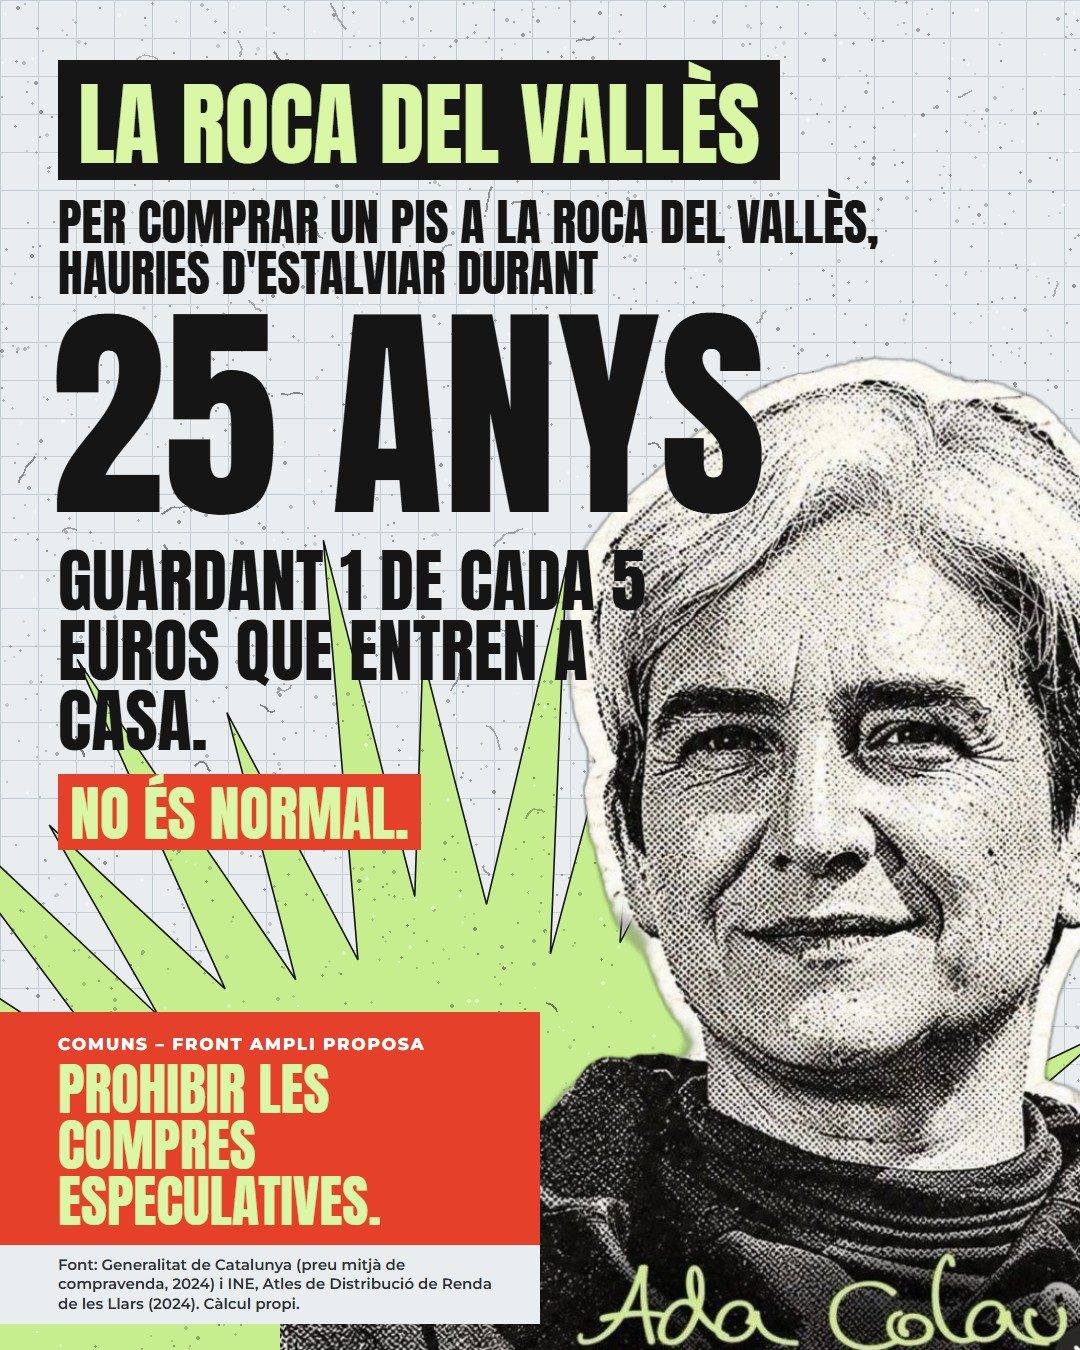 LA ROCA DEL VALLÈS
PER COMPRAR UN PIS A LA ROCA DEL VALLÈS,
HAURIES D'ESTALVIAR DURANT
25 ANYS
GUARDANT 1 DE CADA 5
EUROS QUE ENTREN A
CASA.
NO ÉS NORMAL.
COMUNS – FRONT AMPLI PROPOSA
PROHIBIR LES
COMPRES
ESPECULATIVES.
Font: Generalitat de Catalunya (preu mitjà de
compravenda, 2024) i INE, Atles de Distribució de Renda
de les Llars (2024). Càlcul propi.
Ada Colau